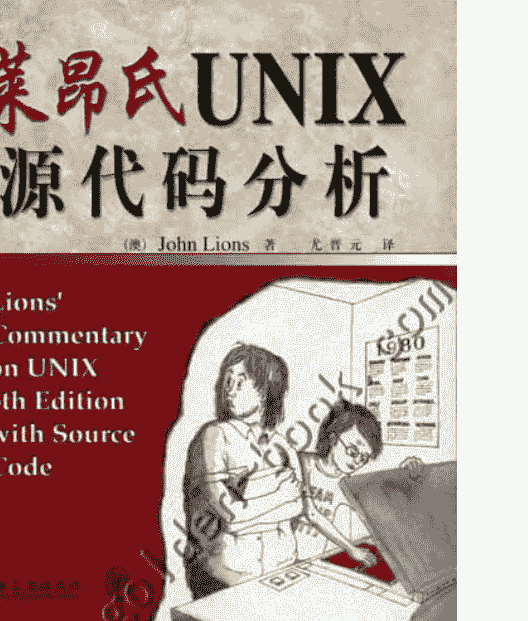 莱昂氏UNIX
源代码分析
（澳） John Lions 著 尤晋元 译
Lions'
Commentary
on UNIX
6th Edition
with Source
Code
1980